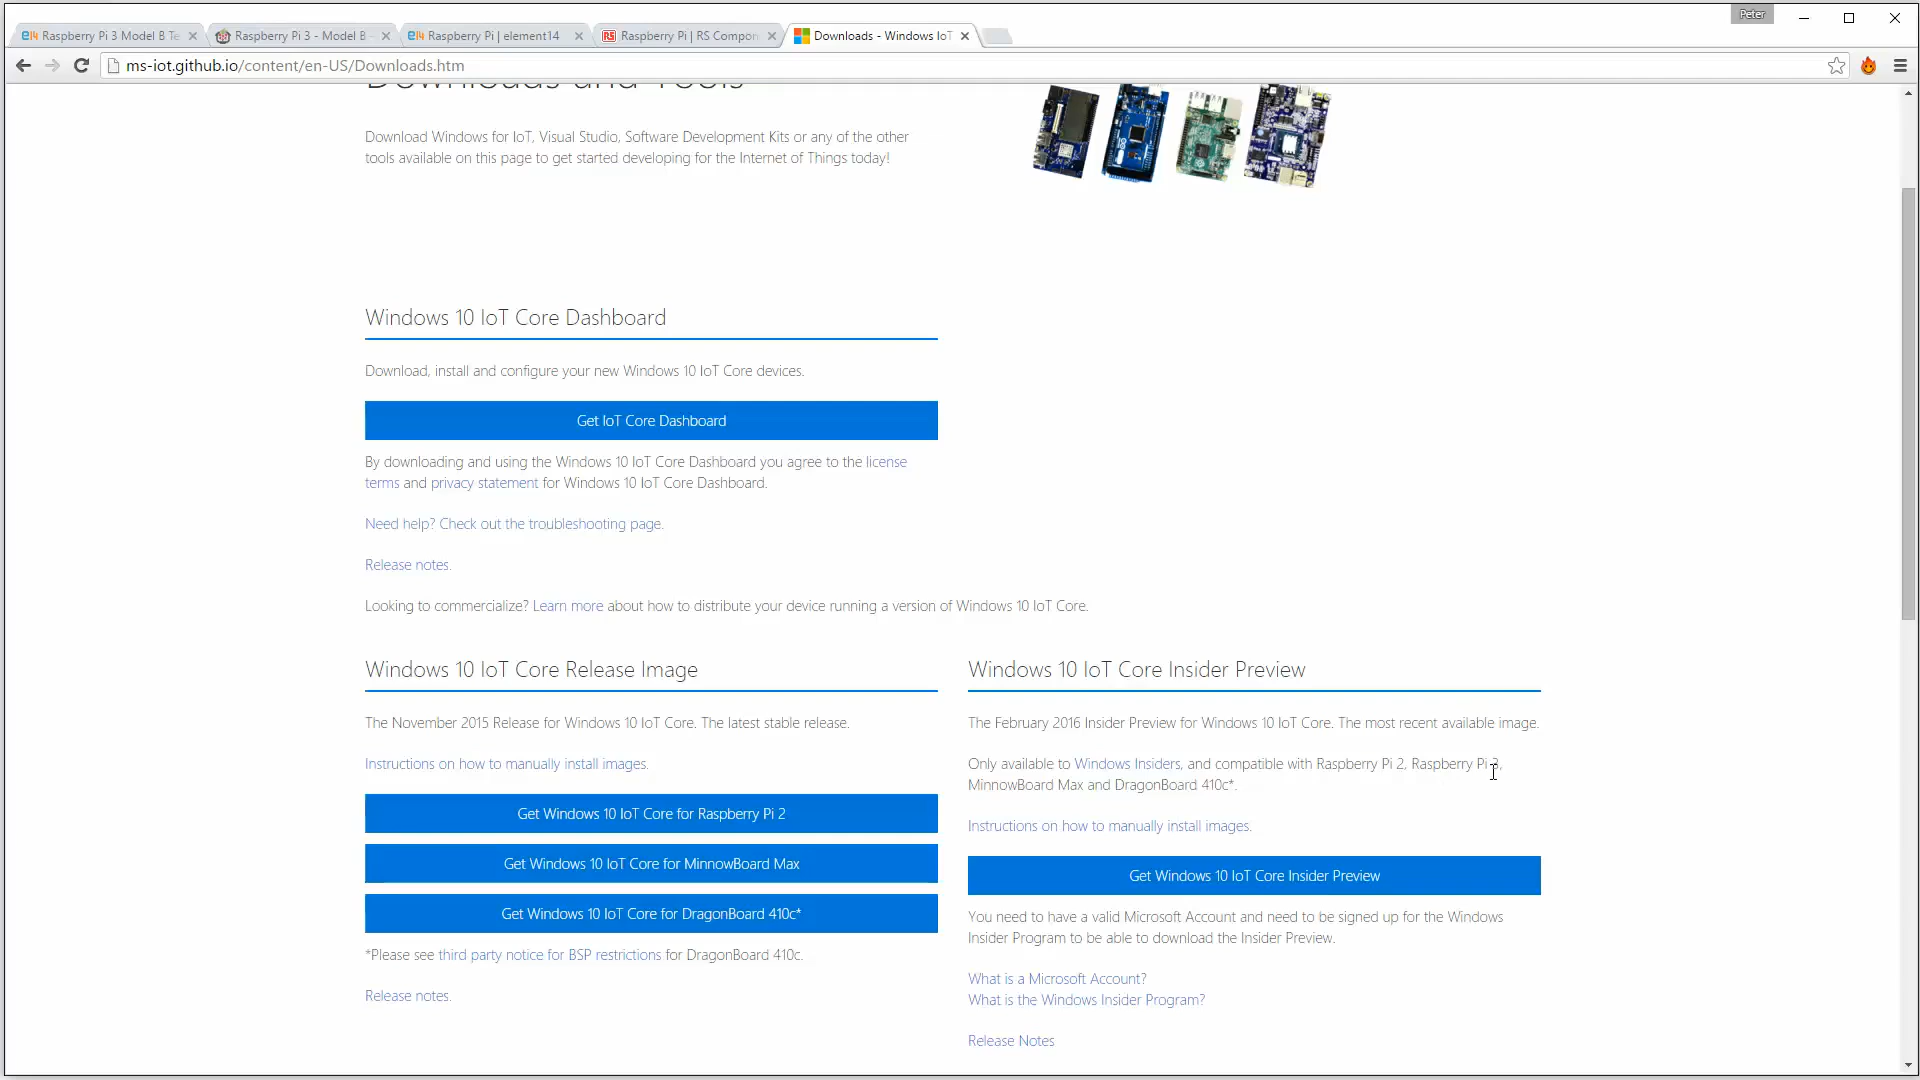 Peter
Raspberry Pi 3 Model B Te
Raspberry Pi 3 - Model B -
Raspberry Pi | element14
Raspberry Pi | RS Compon
Downloads - Windows IoT
ms-iot.github.io/content/en-US/Downloads.htm
Downloads and Tools
Download Windows for IoT, Visual Studio, Software Development Kits or any of the other
tools available on this page to get started developing for the Internet of Things today!
Windows 10 IoT Core Dashboard
Download, install and configure your new Windows 10 IoT Core devices.
Get IoT Core Dashboard
By downloading and using the Windows 10 IoT Core Dashboard you agree to the license
terms and privacy statement for Windows 10 IoT Core Dashboard.
Need help? Check out the troubleshooting page.
Release notes.
Looking to commercialize? Learn more about how to distribute your device running a version of Windows 10 IoT Core.
Windows 10 IoT Core Release Image
The November 2015 Release for Windows 10 IoT Core. The latest stable release.
Instructions on how to manually install images.
Get Windows 10 IoT Core for Raspberry Pi 2
Get Windows 10 IoT Core for MinnowBoard Max
Get Windows 10 IoT Core for DragonBoard 410c*
*Please see third party notice for BSP restrictions for DragonBoard 410c.
Release notes.
Windows 10 IoT Core Insider Preview
The February 2016 Insider Preview for Windows 10 IoT Core. The most recent available image.
Only available to Windows Insiders, and compatible with Raspberry Pi 2, Raspberry Pi 3,
MinnowBoard Max and DragonBoard 410c*.
Instructions on how to manually install images.
Get Windows 10 IoT Core Insider Preview
You need to have a valid Microsoft Account and need to be signed up for the Windows
Insider Program to be able to download the Insider Preview.
What is a Microsoft Account?
What is the Windows Insider Program?
Release Notes